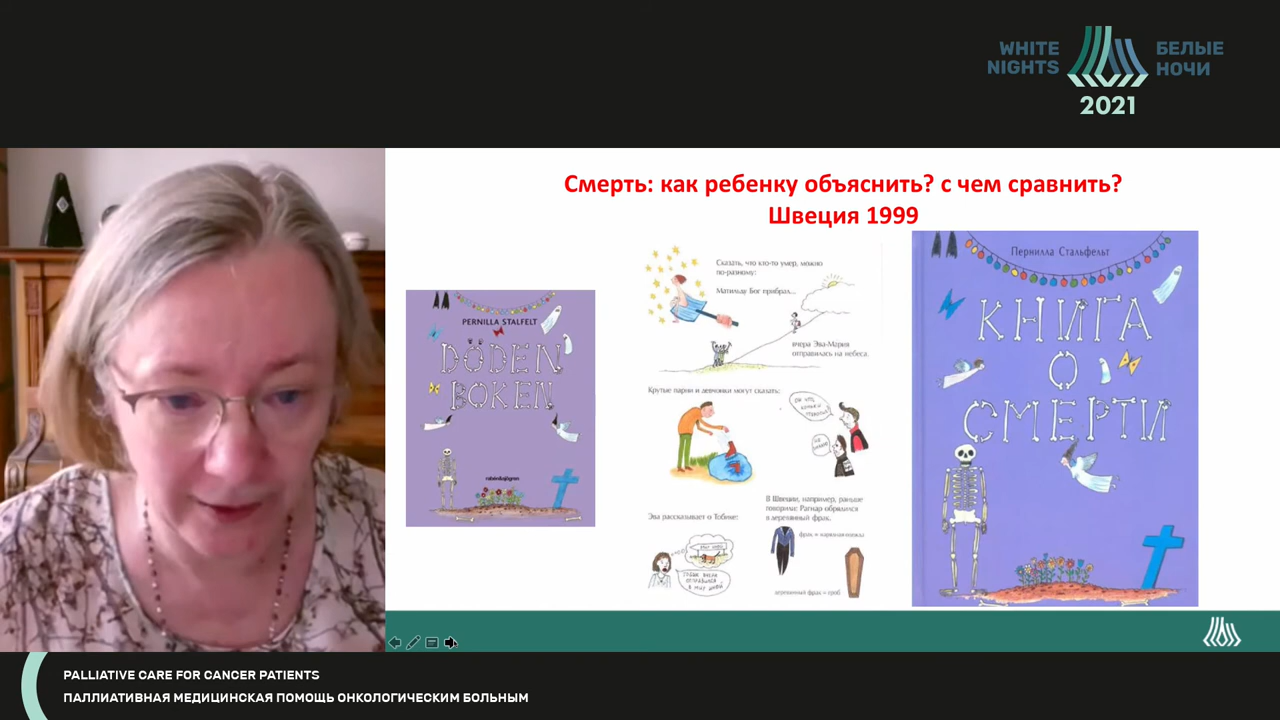 WHITE
NIGHTS
БЕЛЫЕ
НОЧИ
2021
Смерть: как ребенку объяснить? с чем сравнить?
Швеция 1999
PERNILLA STALFELT
DÖDEN
BOKEN
rabén&sjögren
Сказать, что кто-то умер, можно
по-разному:
Матильду Бог прибрал...
вчера Эва-Мария
отправилась на небеса.
Крутые парни и девчонки могут сказать:
Эва рассказывает о Тобике:
В Швеции, например, раньше
говорили: Рагнар обрядился
в деревянный фрак.
деревянный фрак = гроб
Пернилла Стальфельт
КНИГА
О
СМЕРТИ
PALLIATIVE CARE FOR CANCER PATIENTS
ПАЛЛИАТИВНАЯ МЕДИЦИНСКАЯ ПОМОЩЬ ОНКОЛОГИЧЕСКИМ БОЛЬНЫМ